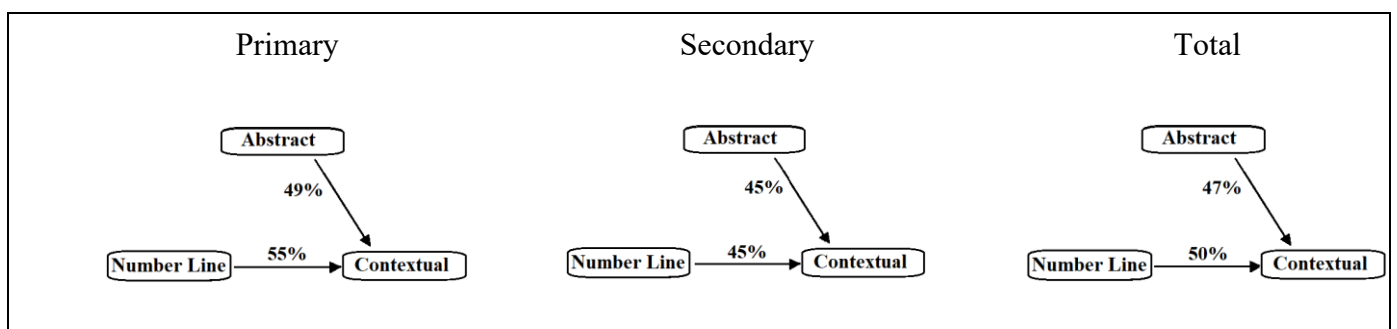 Primary Secondary Total
Abstract Abstract Abstract
49% 45% 47%
Number Line 55% Contextual Number Line 45% Contextual Number Line 50% Contextual